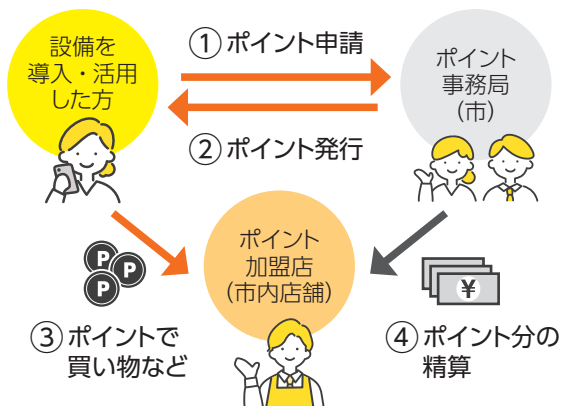 設備を
導入・活用
した方
①ポイント申請
ポイント
事務局
(市)
②ポイント発行
ポイント
加盟店
(市内店舗)
P
P
P
¥
③ポイントで
買い物など
④ポイント分の
精算